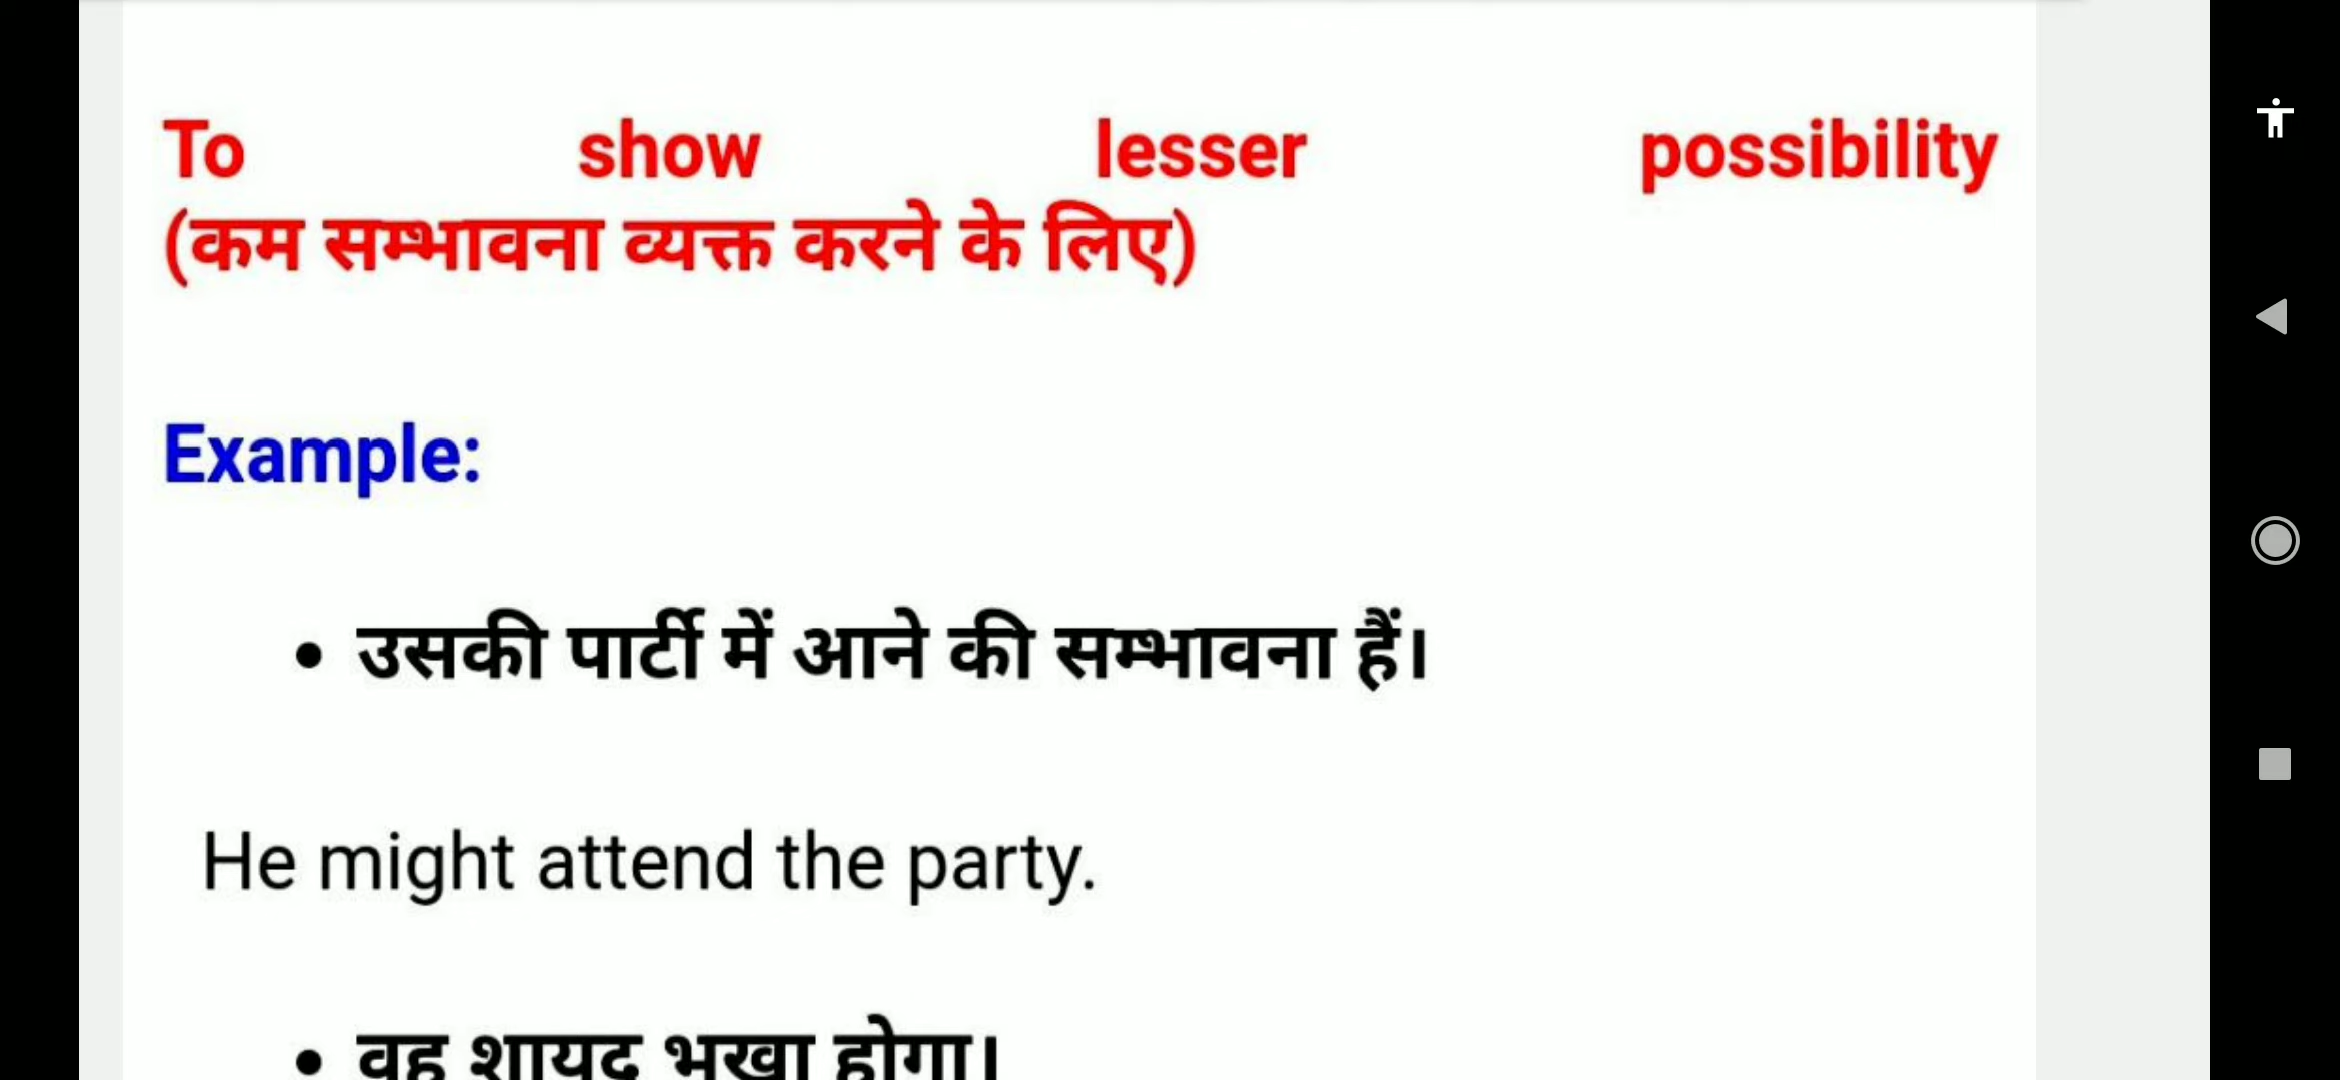 To show lesser possibility
(कम सम्भावना व्यक्त करने के लिए)
Example:
• उसकी पार्टी में आने की सम्भावना हैं।
He might attend the party.
• वह शायद भूखा होगा।